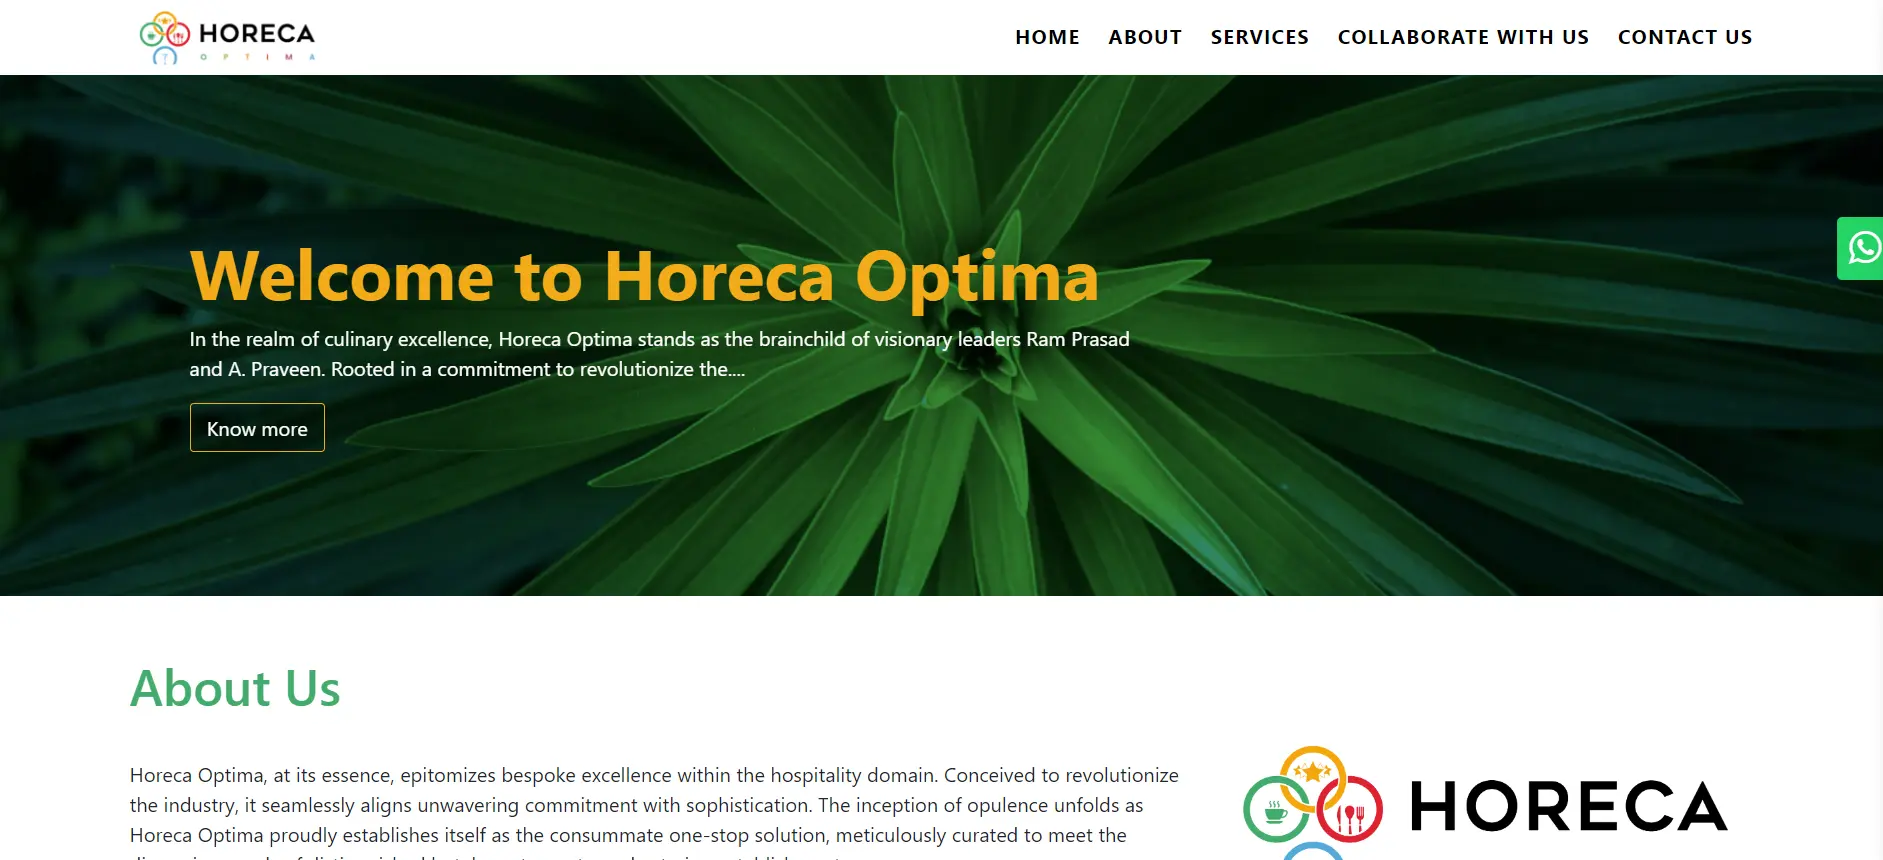 HORECA
OPTIMA
HOME ABOUT SERVICES COLLABORATE WITH US CONTACT US
Welcome to Horeca Optima
In the realm of culinary excellence, Horeca Optima stands as the brainchild of visionary leaders Ram Prasad
and A. Praveen. Rooted in a commitment to revolutionize the....
Know more
About Us
Horeca Optima, at its essence, epitomizes bespoke excellence within the hospitality domain. Conceived to revolutionize
the industry, it seamlessly aligns unwavering commitment with sophistication. The inception of opulence unfolds as
Horeca Optima proudly establishes itself as the consummate one-stop solution, meticulously curated to meet the
HORECA